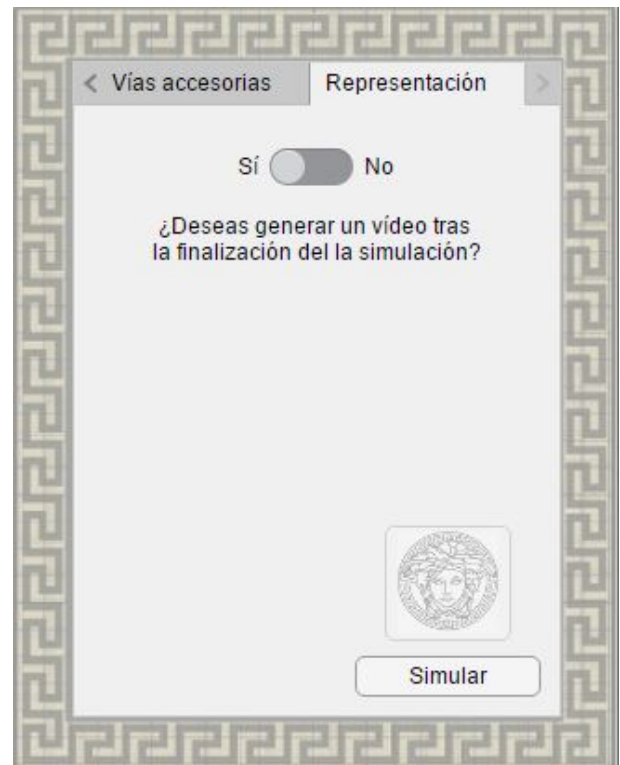 Vías accesorias Representación
Sí No
¿Deseas generar un vídeo tras
la finalización del la simulación?
Simular